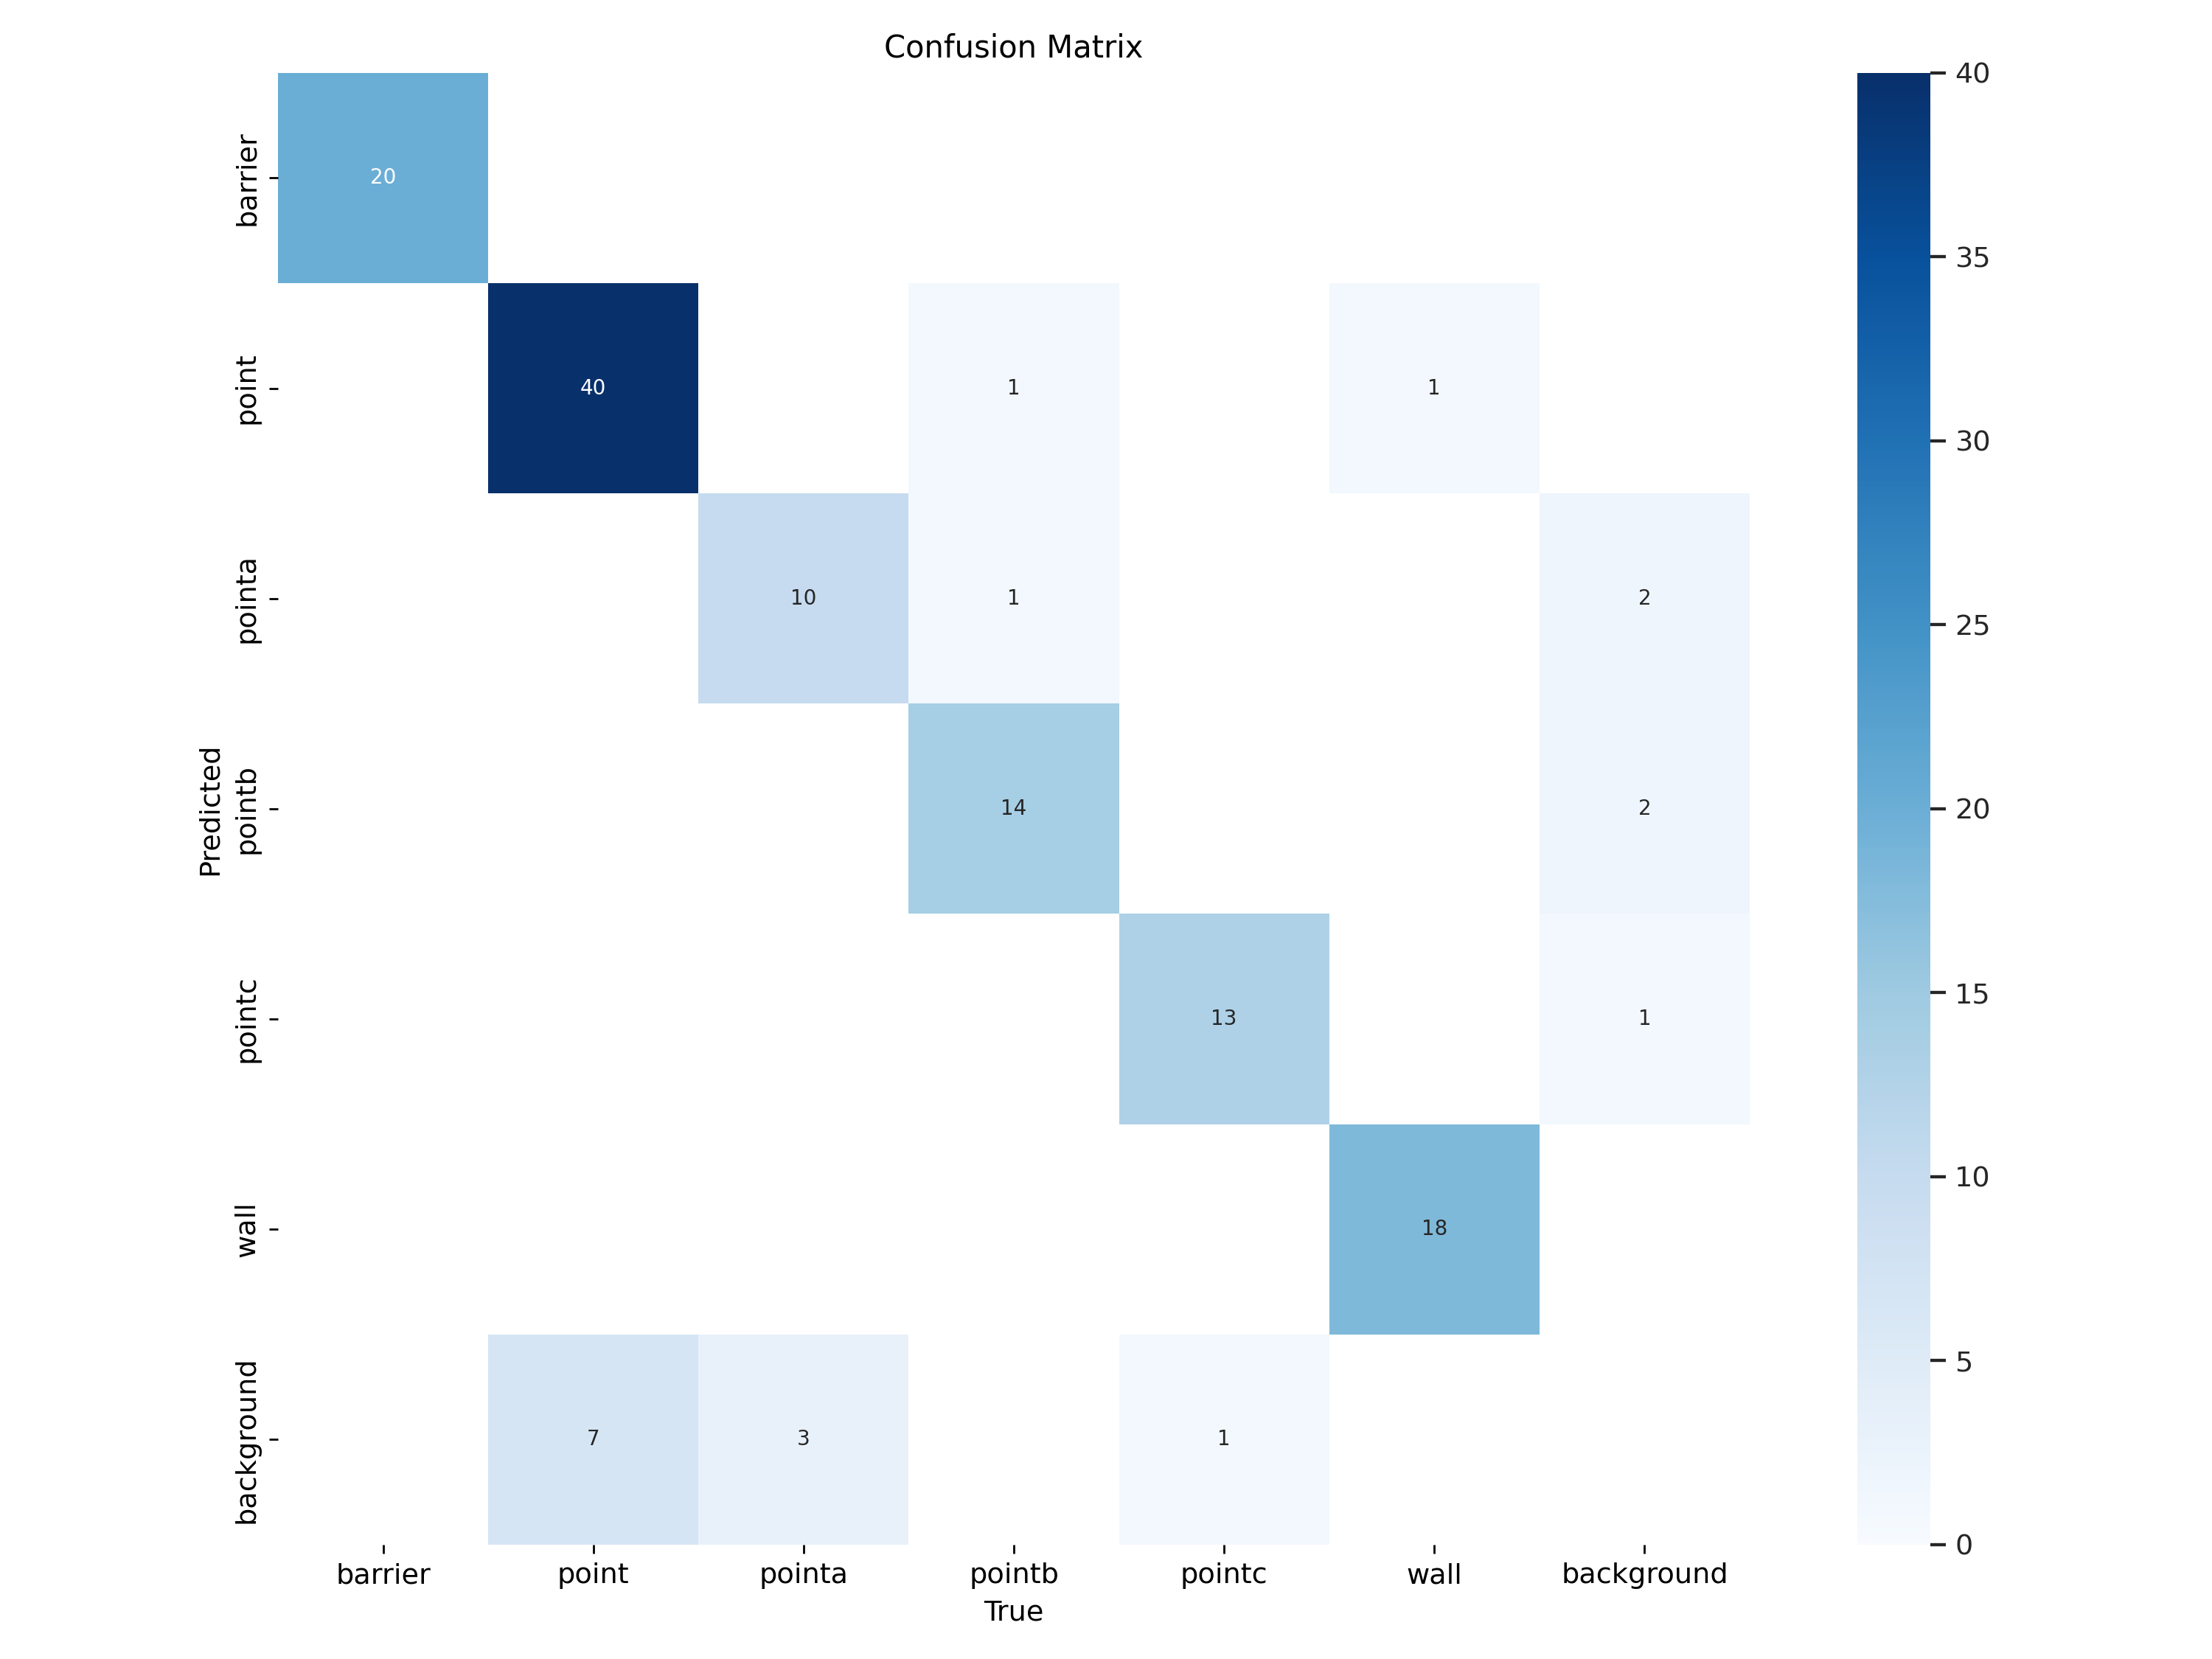 Confusion Matrix
barrier
20
point
40
1
1
pointa
10
1
2
Predicted
pointb
14
2
pointc
13
1
wall
18
background
7
3
1
barrier
point
pointa
pointb
pointc
wall
background
True
40
35
30
25
20
15
10
5
0